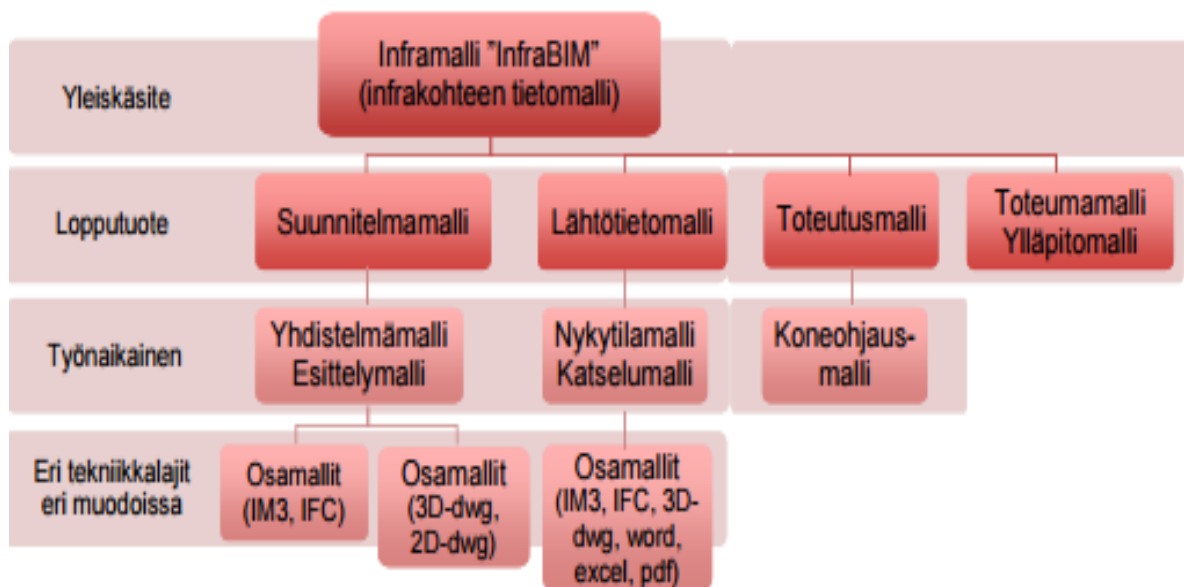 Inframalli "InfraBIM"
(infrakohteen tietomalli)
Yleiskäsite
Lopputuote
Suunnitelmamalli
Lähtötietomalli
Toteutusmalli
Toteumamalli
Ylläpitomalli
Työnaikainen
Yhdistelmämalli
Esittelymalli
Nykytilamalli
Katselumalli
Koneohjaus-
malli
Eri tekniikkalajit
eri muodoissa
Osamallit
(IM3, IFC)
Osamallit
(3D-dwg,
2D-dwg)
Osamallit
(IM3, IFC, 3D-
dwg, word,
excel, pdf)